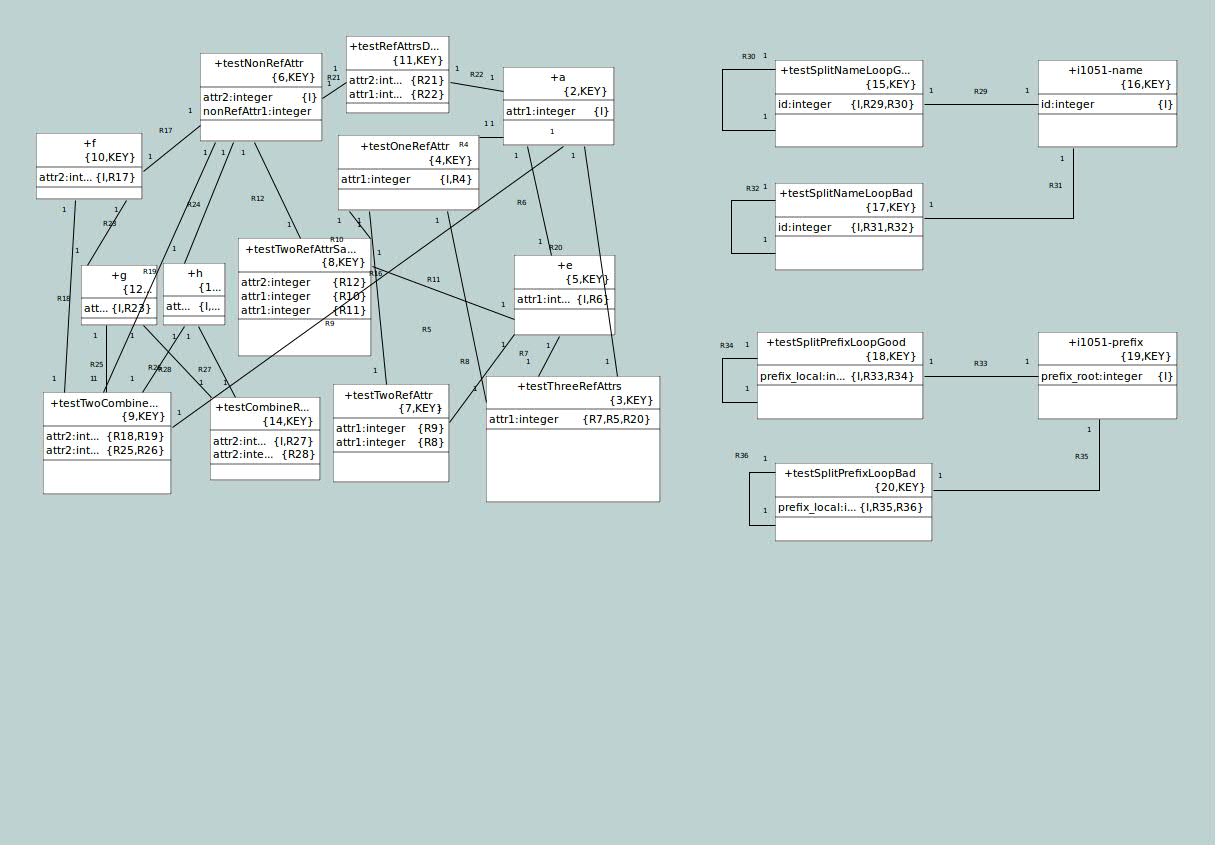 +testNonRefAttr
{6,KEY}
attr2:integer {I}
nonRefAttr1:integer
+testRefAttrsD...
{11,KEY}
attr2:int... {R21}
attr1:int... {R22}
+a
{2,KEY}
attr1:integer {I}
+f
{10,KEY}
attr2:int... {I,R17}
+testOneRefAttr
{4,KEY}
attr1:integer {I,R4}
+testTwoRefAttrSa...
{8,KEY}
attr2:integer {R12}
attr1:integer {R10}
attr1:integer {R11}
+e
{5,KEY}
attr1:int... {I,R6}
+g
{12...
att... {I,R23}
+h
{1...
att... {I,...
+testTwoCombine...
{9,KEY}
attr2:int... {R18,R19}
attr2:int... {R25,R26}
+testCombineR...
{14,KEY}
attr2:int... {I,R27}
attr2:inte... {R28}
+testTwoRefAttr
{7,KEY}
attr1:integer {R9}
attr1:integer {R8}
+testThreeRefAttrs
{3,KEY}
attr1:integer {R7,R5,R20}
R17
R21
R22
R4
R24
R12
R23
R19
R18
R10
R16
R11
R6
R20
R9
R5
R8
R7
R25
R28
R27
+testSplitNameLoopG...
{15,KEY}
id:integer {I,R29,R30}
R30
1
1
1
R29
1
+i1051-name
{16,KEY}
id:integer {I}
+testSplitNameLoopBad
{17,KEY}
id:integer {I,R31,R32}
R32
1
1
1
R31
1
+testSplitPrefixLoopGood
{18,KEY}
prefix_local:in... {I,R33,R34}
R34
1
1
1
R33
1
+i1051-prefix
{19,KEY}
prefix_root:integer {I}
+testSplitPrefixLoopBad
{20,KEY}
prefix_local:i... {I,R35,R36}
R36
1
1
1
R35
1